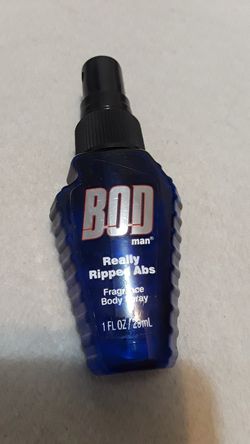 BOD
man®
Really
Ripped Abs
Fragrance
Body Spray
1 FL OZ / 29mL